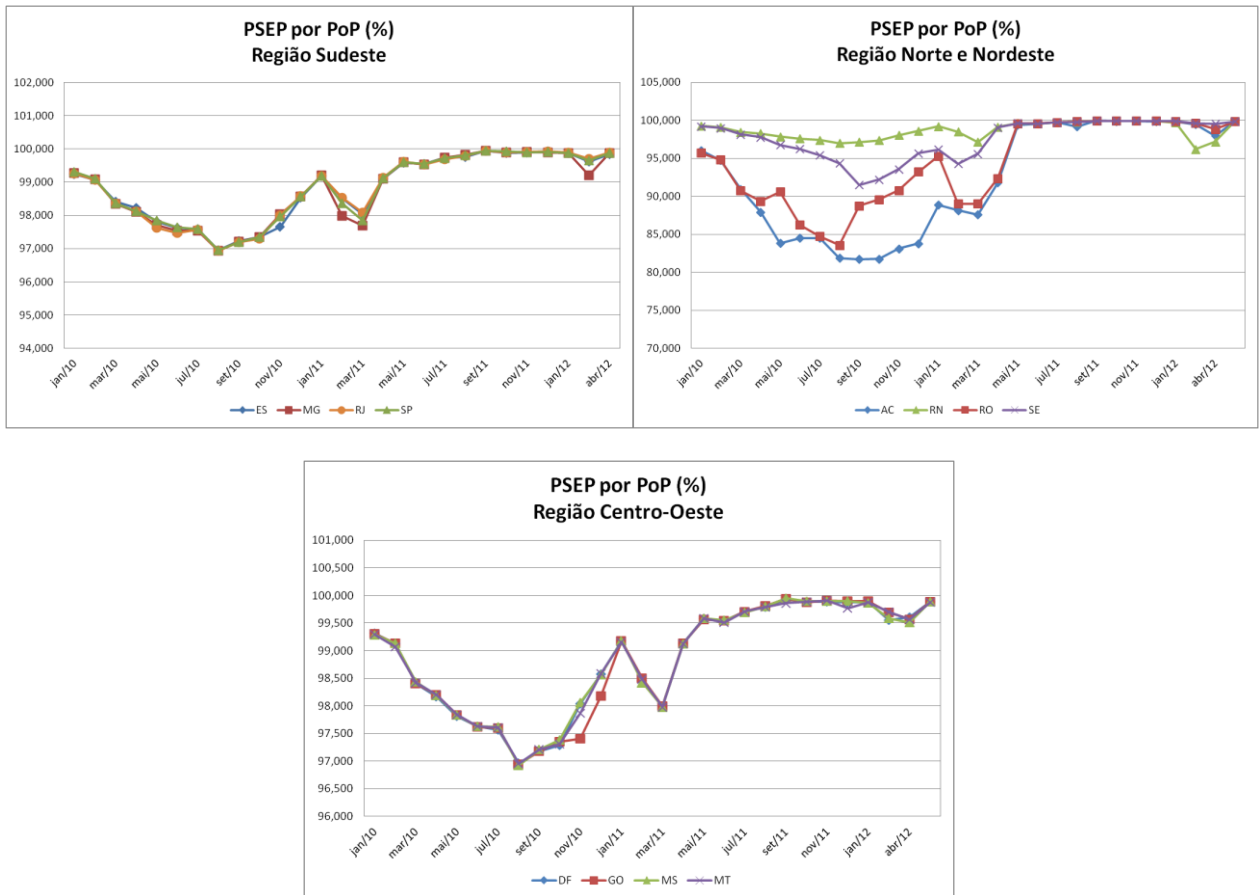 PSEP por PoP (%)
Região Sudeste
102,000
101,000
100,000
99,000
98,000
97,000
96,000
95,000
94,000
jan/10 mar/10 mai/10 jul/10 set/10 nov/10 jan/11 mar/11 mai/11 jul/11 set/11 nov/11 jan/12 abr/12
ES MG RJ SP
PSEP por PoP (%)
Região Norte e Nordeste
105,000
100,000
95,000
90,000
85,000
80,000
75,000
70,000
jan/10 mar/10 mai/10 jul/10 set/10 nov/10 jan/11 mar/11 mai/11 jul/11 set/11 nov/11 jan/12 abr/12
AC RN RO SE
PSEP por PoP (%)
Região Centro-Oeste
101,000
100,500
100,000
99,500
99,000
98,500
98,000
97,500
97,000
96,500
96,000
jan/10 mar/10 mai/10 jul/10 set/10 nov/10 jan/11 mar/11 mai/11 jul/11 set/11 nov/11 jan/12 abr/12
DF GO MS MT